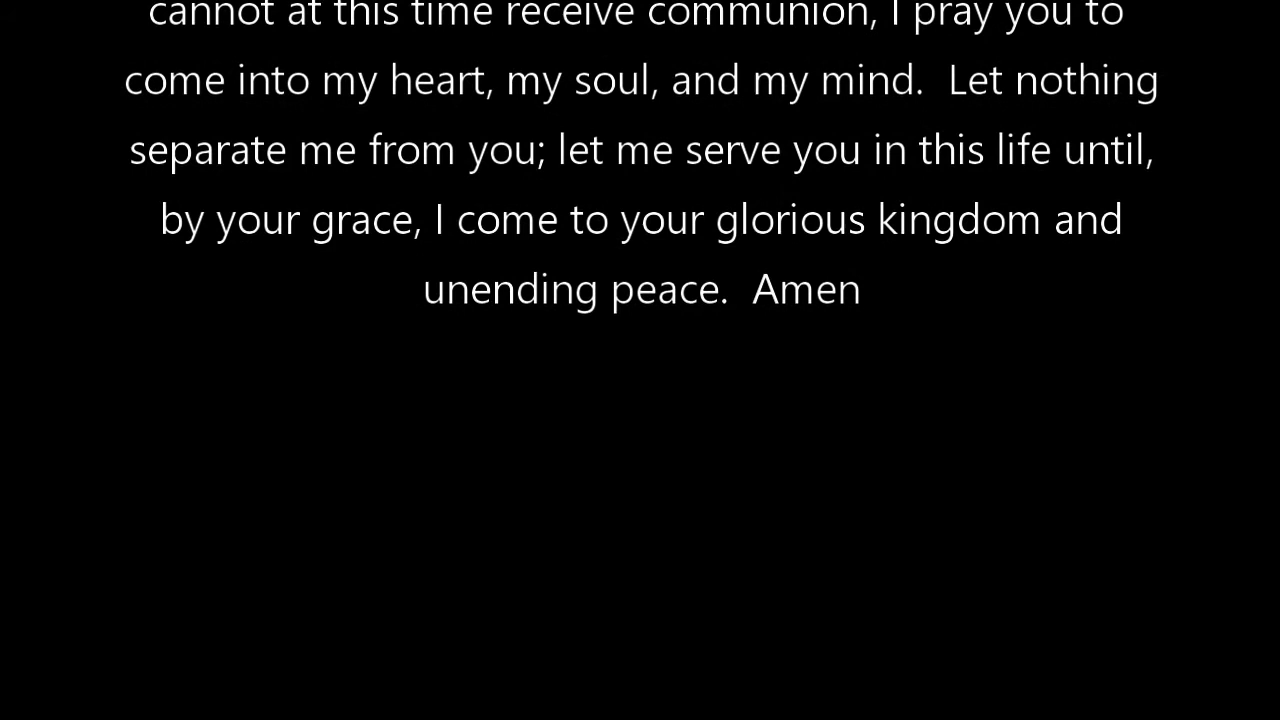 cannot at this time receive communion, I pray you to
come into my heart, my soul, and my mind.  Let nothing
separate me from you; let me serve you in this life until,
by your grace, I come to your glorious kingdom and
unending peace.  Amen